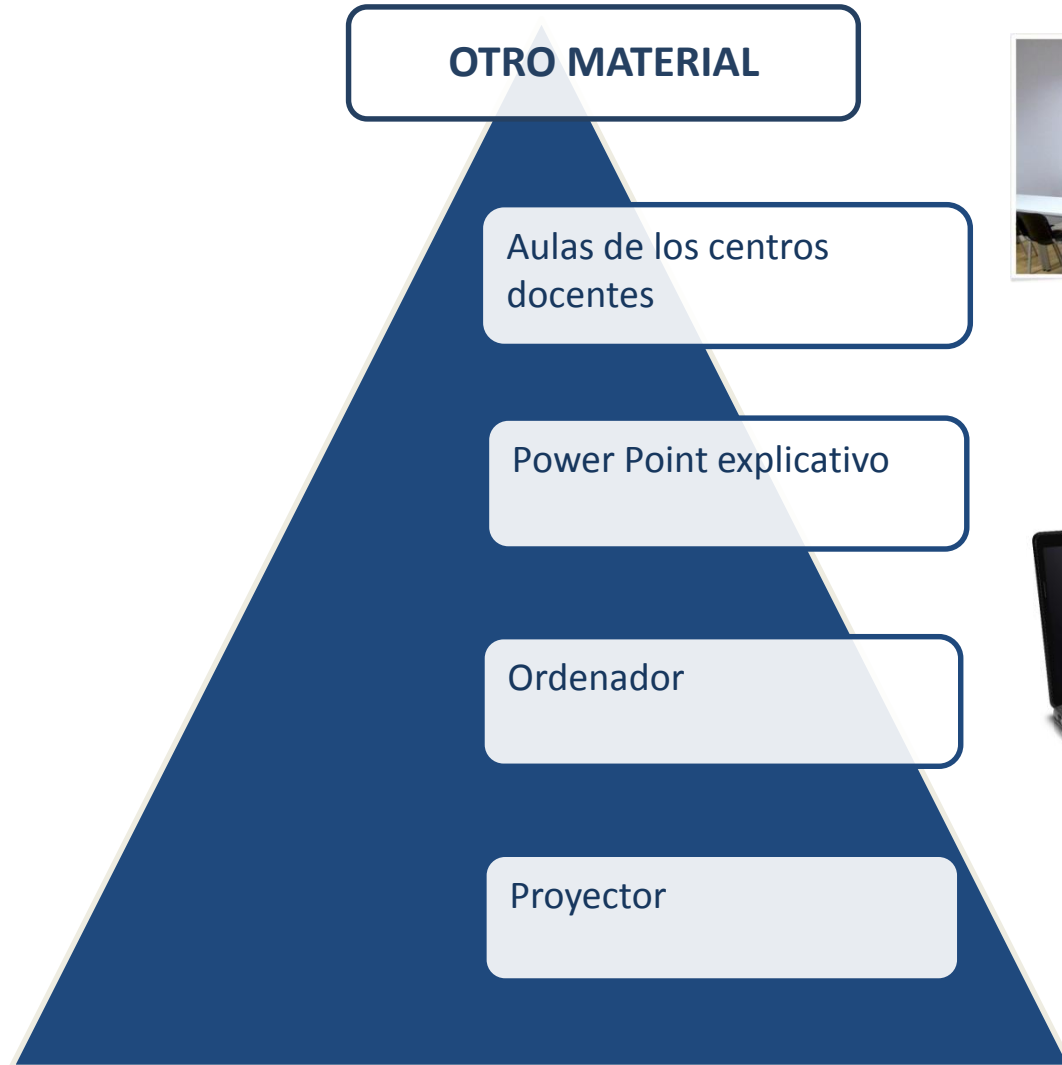 OTRO MATERIAL
Aulas de los centros
docentes
Power Point explicativo
Ordenador
Proyector